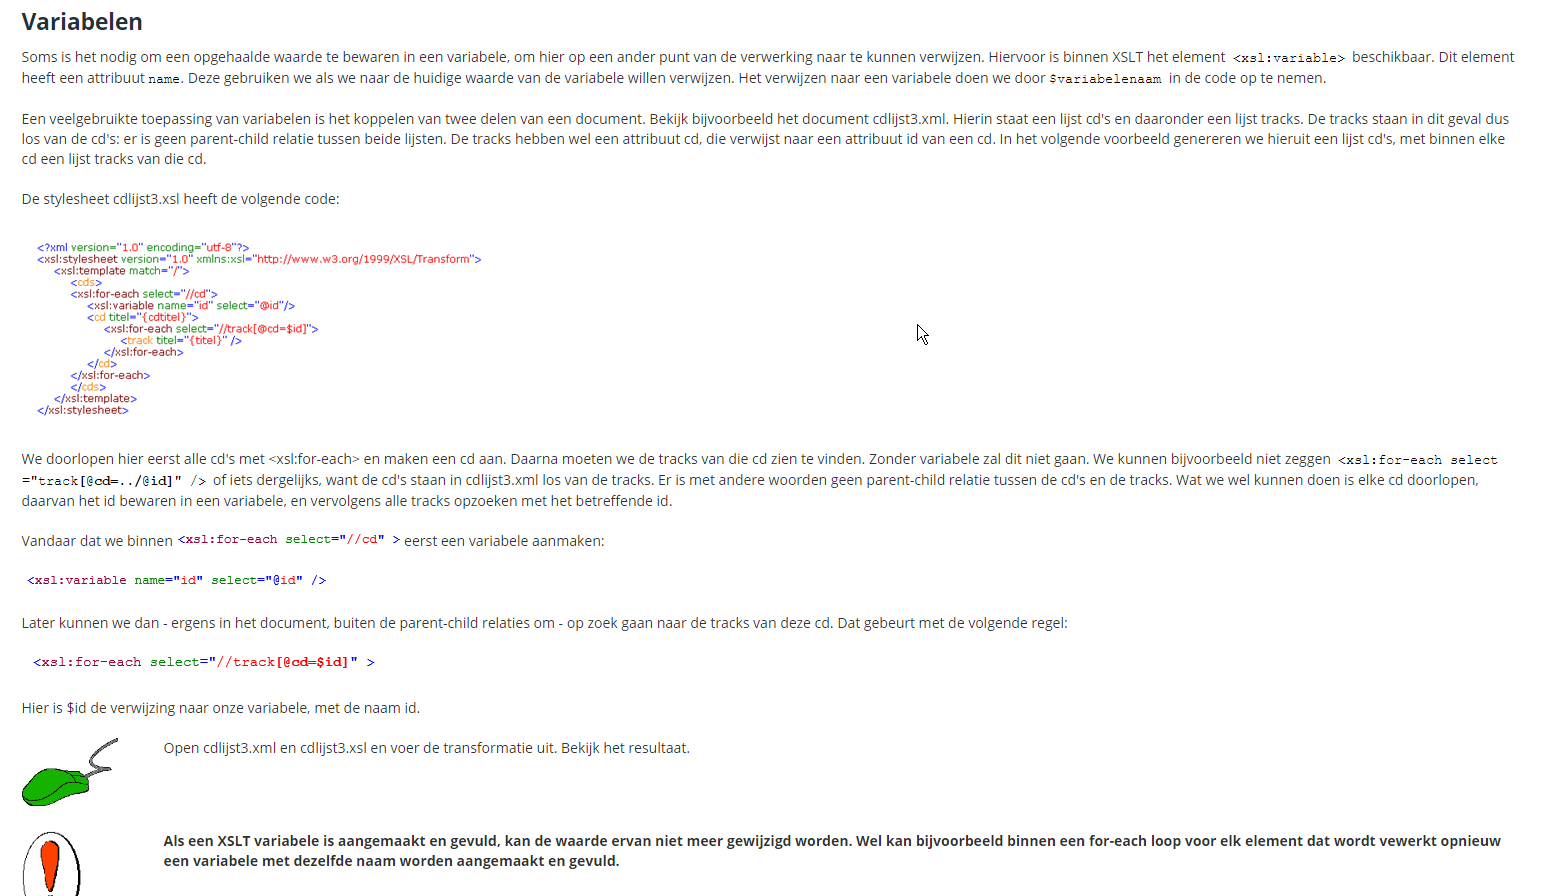 Variabelen
Soms is het nodig om een opgehaalde waarde te bewaren in een variabele, om hier op een ander punt van de verwerking naar te kunnen verwijzen. Hiervoor is binnen XSLT het element <xsl:variable> beschikbaar. Dit element
heeft een attribuut name. Deze gebruiken we als we naar de huidige waarde van de variabele willen verwijzen. Het verwijzen naar een variabele doen we door $variabelenaam in de code op te nemen.
Een veelgebruikte toepassing van variabelen is het koppelen van twee delen van een document. Bekijk bijvoorbeeld het document cdlijst3.xml. Hierin staat een lijst cd's en daaronder een lijst tracks. De tracks staan in dit geval dus
los van de cd's: er is geen parent-child relatie tussen beide lijsten. De tracks hebben wel een attribuut cd, die verwijst naar een attribuut id van een cd. In het volgende voorbeeld genereren we hieruit een lijst cd's, met binnen elke
cd een lijst tracks van die cd.
De stylesheet cdlijst3.xsl heeft de volgende code:
<?xml version="1.0" encoding="utf-8"?>
<xsl:stylesheet version="1.0" xmlns:xsl="http://www.w3.org/1999/XSL/Transform">
<xsl:template match="/">
<cds>
<xsl:for-each select="//cd">
<xsl:variable name="id" select="@id"/>
<cd titel="{cdtitel}">
<xsl:for-each select="//track[@cd=$id]">
<track titel="{titel}" />
</xsl:for-each>
</cd>
</xsl:for-each>
</cds>
</xsl:template>
</xsl:stylesheet>
We doorlopen hier eerst alle cd's met <xsl:for-each> en maken een cd aan. Daarna moeten we de tracks van die cd zien te vinden. Zonder variabele zal dit niet gaan. We kunnen bijvoorbeeld niet zeggen <xsl:for-each select
="track[@cd=../@id]" /> of iets dergelijks, want de cd's staan in cdlijst3.xml los van de tracks. Er is met andere woorden geen parent-child relatie tussen de cd's en de tracks. Wat we wel kunnen doen is elke cd doorlopen,
daarvan het id bewaren in een variabele, en vervolgens alle tracks opzoeken met het betreffende id.
Vandaar dat we binnen <xsl:for-each select="//cd" > eerst een variabele aanmaken:
<xsl:variable name="id" select="@id" />
Later kunnen we dan - ergens in het document, buiten de parent-child relaties om - op zoek gaan naar de tracks van deze cd. Dat gebeurt met de volgende regel:
<xsl:for-each select="//track[@cd=$id]" >
Hier is $id de verwijzing naar onze variabele, met de naam id.
Open cdlijst3.xml en cdlijst3.xsl en voer de transformatie uit. Bekijk het resultaat.
Als een XSLT variabele is aangemaakt en gevuld, kan de waarde ervan niet meer gewijzigd worden. Wel kan bijvoorbeeld binnen een for-each loop voor elk element dat wordt vewerkt opnieuw
een variabele met dezelfde naam worden aangemaakt en gevuld.